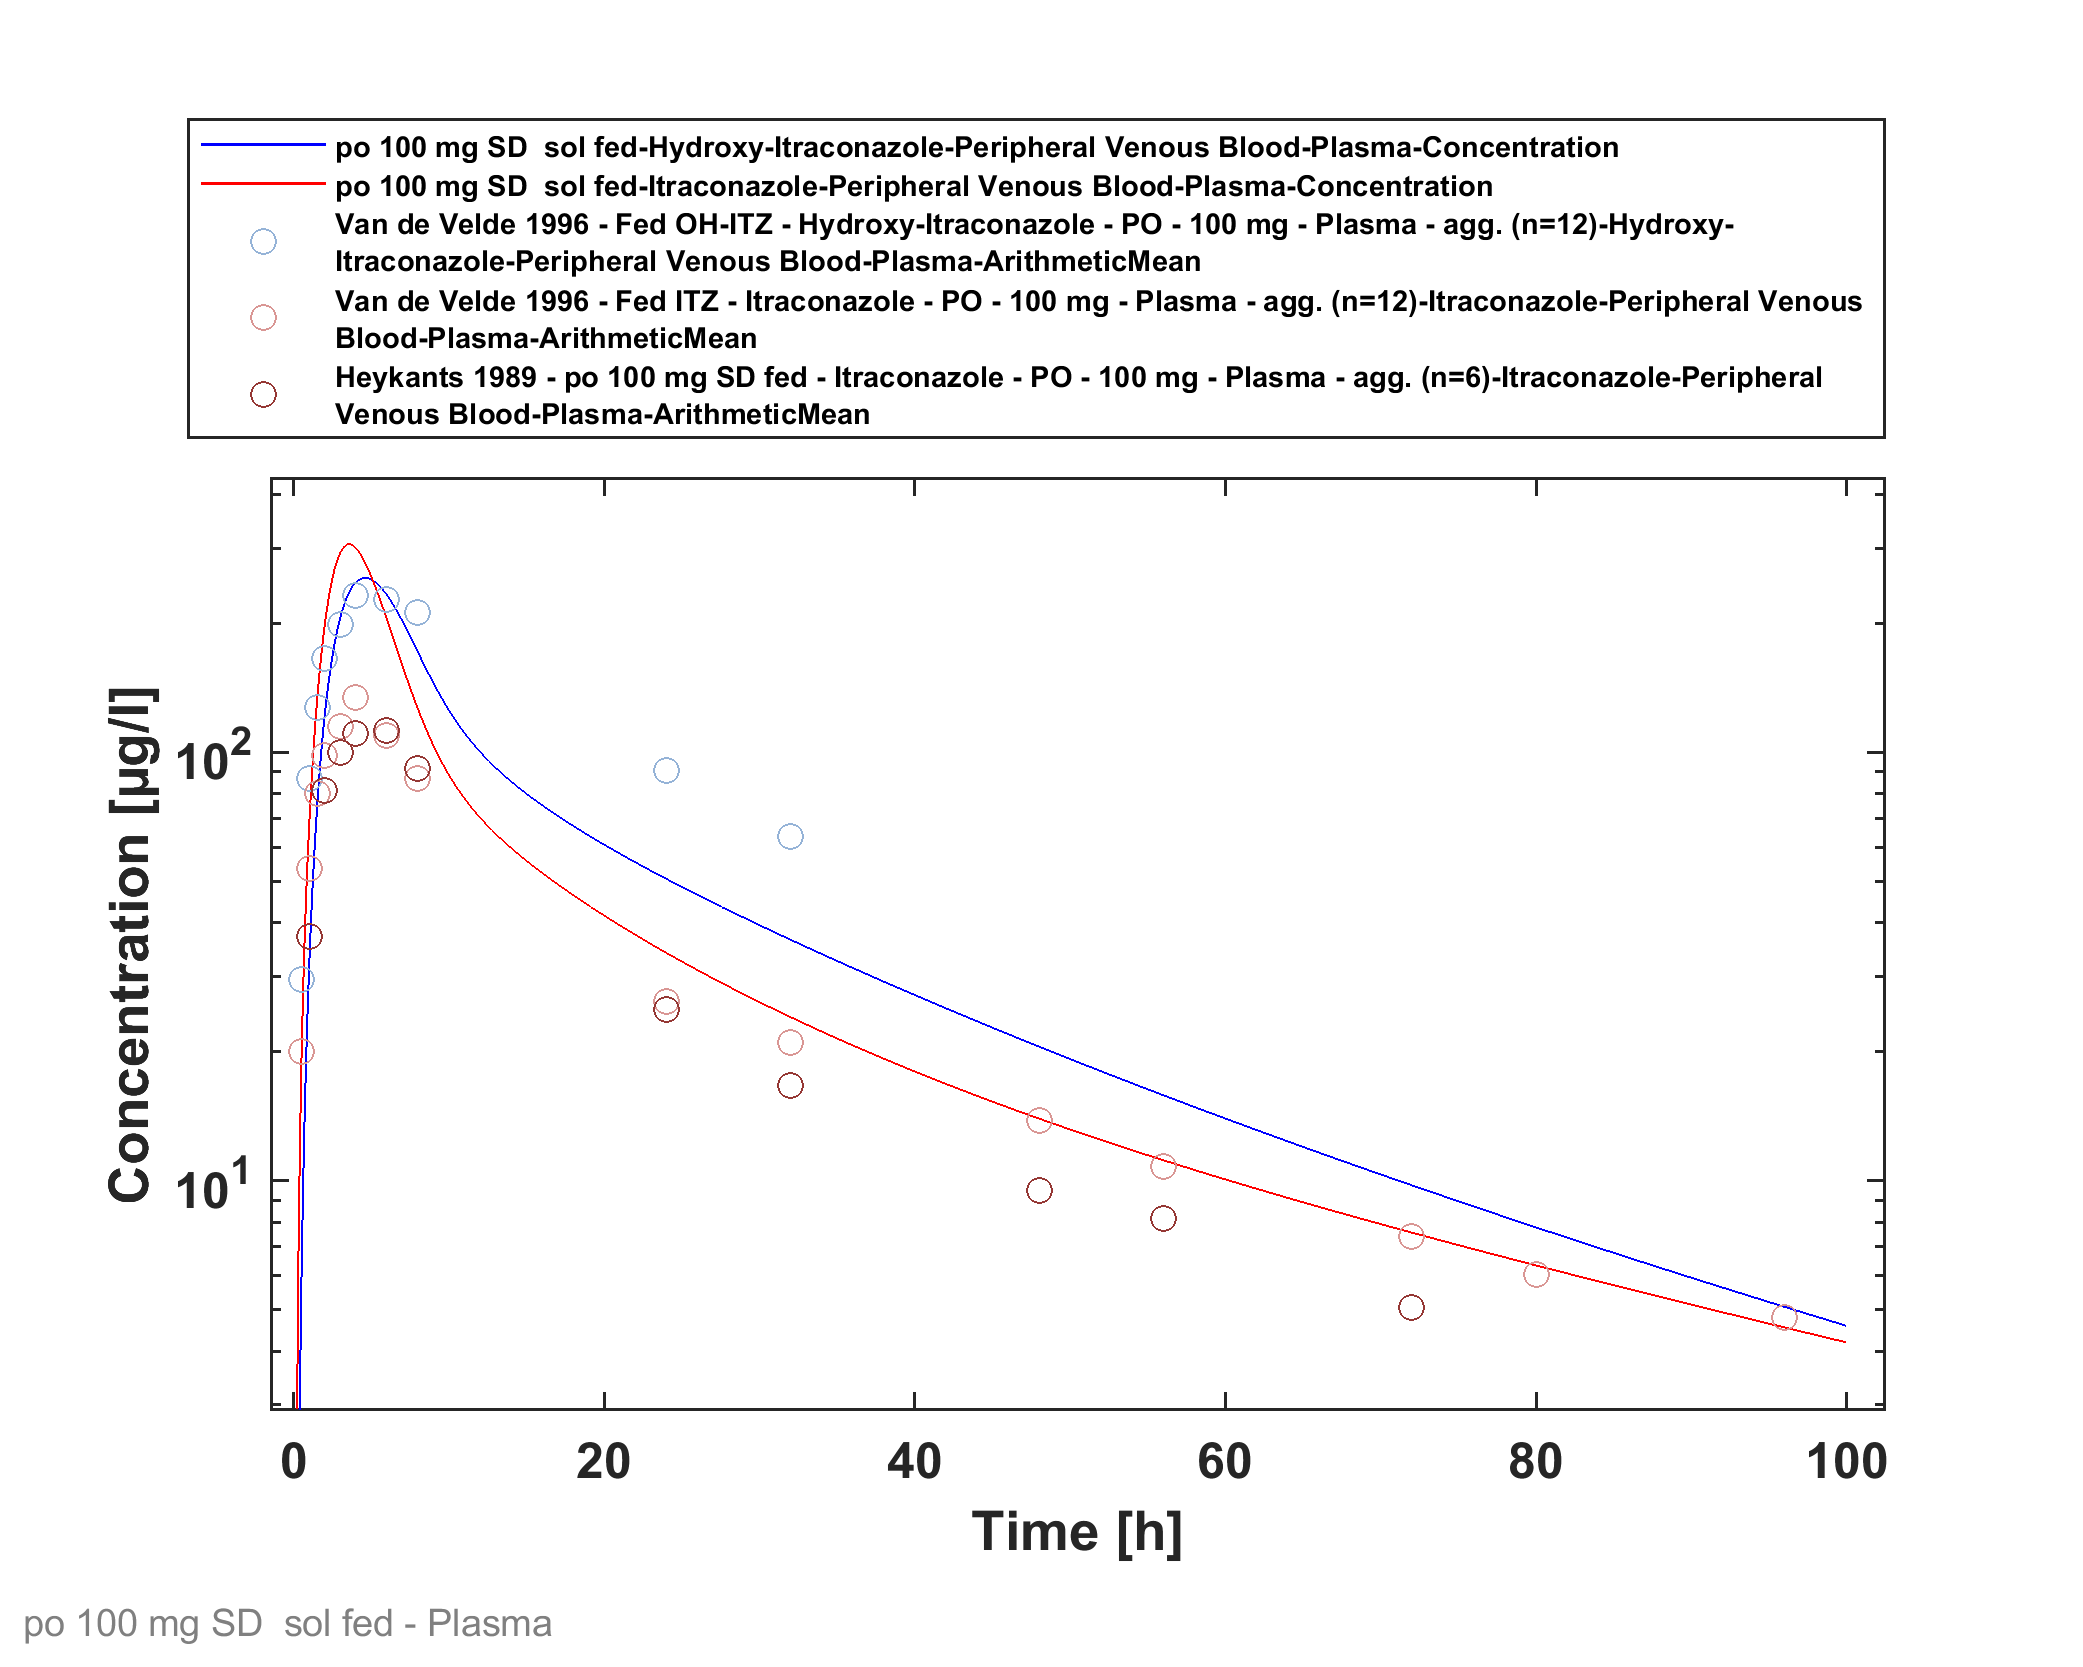 po 100 mg SD  sol fed-Hydroxy-Itraconazole-Peripheral Venous Blood-Plasma-Concentration
po 100 mg SD  sol fed-Itraconazole-Peripheral Venous Blood-Plasma-Concentration
Van de Velde 1996 - Fed OH-ITZ - Hydroxy-Itraconazole - PO - 100 mg - Plasma - agg. (n=12)-Hydroxy-
Itraconazole-Peripheral Venous Blood-Plasma-ArithmeticMean
Van de Velde 1996 - Fed ITZ - Itraconazole - PO - 100 mg - Plasma - agg. (n=12)-Itraconazole-Peripheral Venous
Blood-Plasma-ArithmeticMean
Heykants 1989 - po 100 mg SD fed - Itraconazole - PO - 100 mg - Plasma - agg. (n=6)-Itraconazole-Peripheral
Venous Blood-Plasma-ArithmeticMean
Concentration [µg/l]
10²
10¹
0 20 40 60 80 100
Time [h]
po 100 mg SD  sol fed - Plasma